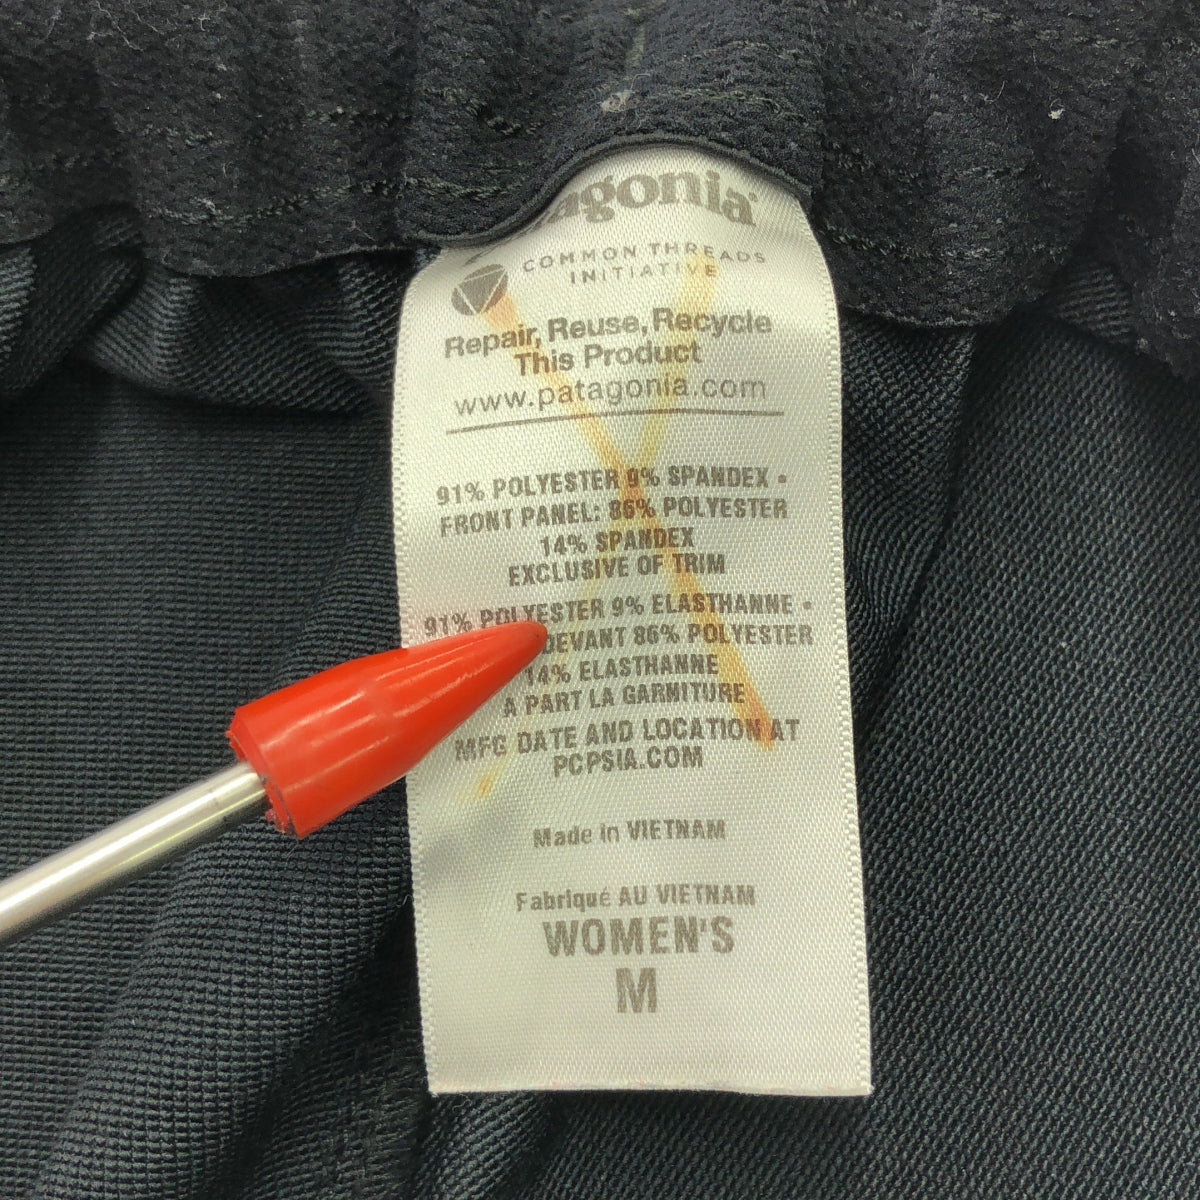 COMMON THREADS
INITIATIVE
Repair, Reuse, Recycle
This Product
www.patagonia.com
91% POLYESTER 9% SPANDEX •
FRONT PANEL: 86% POLYESTER
14% SPANDEX
EXCLUSIVE OF TRIM
91% POLYESTER 9% ELASTHANNE •
DEVANT 86% POLYESTER
14% ELASTHANNE
A PART LA GARNITURE
MFG DATE AND LOCATION AT
PCPSIA.COM
Made in VIETNAM
Fabriqué AU VIETNAM
WOMEN'S
M